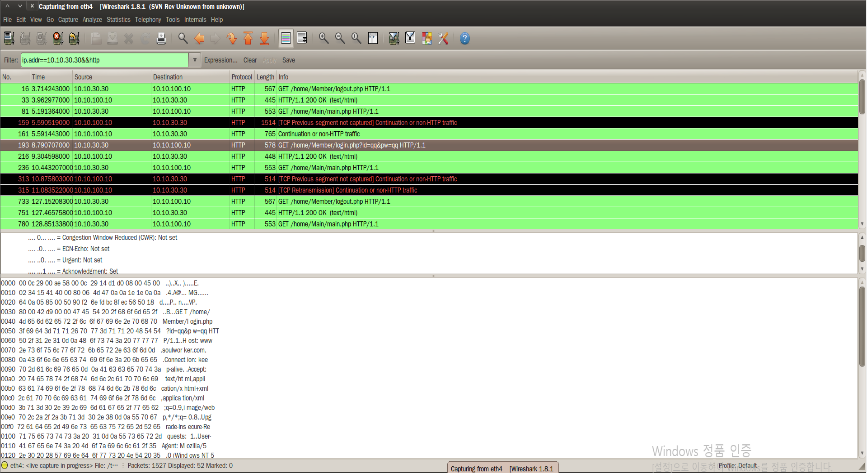 Capturing from eth4 [Wireshark 1.8.1 (SVN Rev Unknown from unknown)]
File Edit View Go Capture Analyze Statistics Telephony Tools Internals Help
Filter: ip.addr==10.10.30.30&&http Expression... Clear Save
No. Time Source Destination Protocol Length Info
16 3.714243000 10.10.30.30 10.10.100.10 HTTP 567 GET /home/Member/logout.php HTTP/1.1
33 3.962977000 10.10.100.10 10.10.30.30 HTTP 445 HTTP/1.1 200 OK (text/html)
81 5.191364000 10.10.30.30 10.10.100.10 HTTP 553 GET /home/Main/main.php HTTP/1.1
159 5.590519000 10.10.100.10 10.10.30.30 HTTP 1514 [TCP Previous segment not captured] Continuation or non-HTTP traffic
161 5.591443000 10.10.100.10 10.10.30.30 HTTP 765 Continuation or non-HTTP traffic
193 8.790707000 10.10.30.30 10.10.100.10 HTTP 578 GET /home/Member/login.php?id=qq&pw=qq HTTP/1.1
216 9.304598000 10.10.100.10 10.10.30.30 HTTP 448 HTTP/1.1 200 OK (text/html)
236 10.443207000 10.10.30.30 10.10.100.10 HTTP 553 GET /home/Main/main.php HTTP/1.1
313 10.875803000 10.10.100.10 10.10.30.30 HTTP 514 [TCP Previous segment not captured] Continuation or non-HTTP traffic
315 11.083522000 10.10.100.10 10.10.30.30 HTTP 514 [TCP Retransmission] Continuation or non-HTTP traffic
733 127.15208300 10.10.30.30 10.10.100.10 HTTP 567 GET /home/Member/logout.php HTTP/1.1
751 127.46575800 10.10.100.10 10.10.30.30 HTTP 445 HTTP/1.1 200 OK (text/html)
780 128.85133800 10.10.30.30 10.10.100.10 HTTP 553 GET /home/Main/main.php HTTP/1.1
.... 0... .... = Congestion Window Reduced (CWR): Not set
.... .0.. .... = ECN-Echo: Not set
.... ..0. .... = Urgent: Not set
.... ...1 .... = Acknowledgment: Set
0000 00 0c 29 00 ae 58 00 0c 29 14 d1 d0 08 00 45 00 ..)..X.. ).....E.
0010 02 34 15 41 40 00 80 06 4d 47 0a 0a 1e 1e 0a 0a .4.A@... MG......
0020 64 0a 05 85 00 50 90 f2 6e fd bc 8f ec 56 50 18 d....P.. n....VP.
0030 80 00 42 d9 00 00 47 45 54 20 2f 68 6f 6d 65 2f ..B...GE T /home/
0040 4d 65 6d 62 65 72 2f 6c 6f 67 69 6e 2e 70 68 70 Member/l ogin.php
0050 3f 69 64 3d 71 71 26 70 77 3d 71 71 20 48 54 54 ?id=qq&p w=qq HTT
0060 50 2f 31 2e 31 0d 0a 48 6f 73 74 3a 20 77 77 77 P/1.1..H ost: www
0070 2e 73 6f 75 6c 77 6f 72 6b 65 72 2e 63 6f 6d 0d .soulwor ker.com.
0080 0a 43 6f 6e 6e 65 63 74 69 6f 6e 3a 20 6b 65 65 .Connect ion: kee
0090 70 2d 61 6c 69 76 65 0d 0a 41 63 63 65 70 74 3a p-alive. .Accept:
00a0 20 74 65 78 74 2f 68 74 6d 6c 2c 61 70 70 6c 69 text/ht ml,appli
00b0 63 61 74 69 6f 6e 2f 78 68 74 6d 6c 2b 78 6d 6c cation/x html+xml
00c0 2c 61 70 70 6c 69 63 61 74 69 6f 6e 2f 78 6d 6c ,applica tion/xml
00d0 3b 71 3d 30 2e 39 2c 69 6d 61 67 65 2f 77 65 62 ;q=0.9,i mage/web
00e0 70 2c 2a 2f 2a 3b 71 3d 30 2e 38 0d 0a 55 70 67 p,*/*;q= 0.8..Upg
00f0 72 61 64 65 2d 49 6e 73 65 63 75 72 65 2d 52 65 rade-Ins ecure-Re
0100 71 75 65 73 74 73 3a 20 31 0d 0a 55 73 65 72 2d quests: 1..User-
0110 41 67 65 6e 74 3a 20 4d 6f 7a 69 6c 6c 61 2f 35 Agent: M ozilla/5
0120 2e 30 20 28 57 69 6e 64 6f 77 73 20 4e 54 20 35 .0 (Wind ows NT 5
Windows 정품 인증
eth4: <live capture in progress> File: /t... Packets: 1527 Displayed: 52 Marked: 0 Profile: Default
Capturing from eth4 [Wireshark 1.8.1